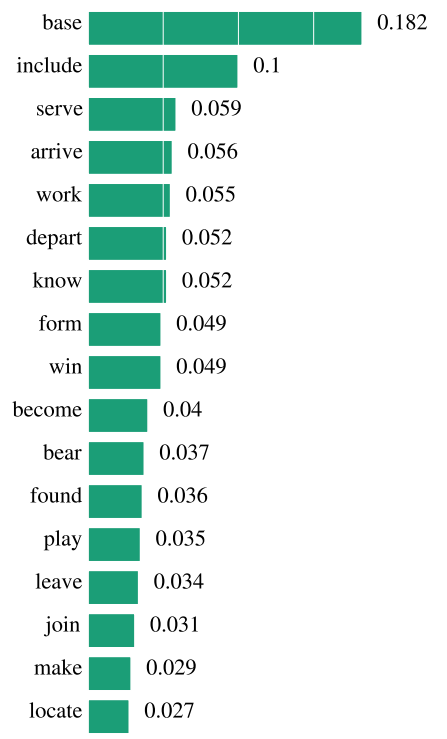 base 0.182
include 0.1
serve 0.059
arrive 0.056
work 0.055
depart 0.052
know 0.052
form 0.049
win 0.049
become 0.04
bear 0.037
found 0.036
play 0.035
leave 0.034
join 0.031
make 0.029
locate 0.027